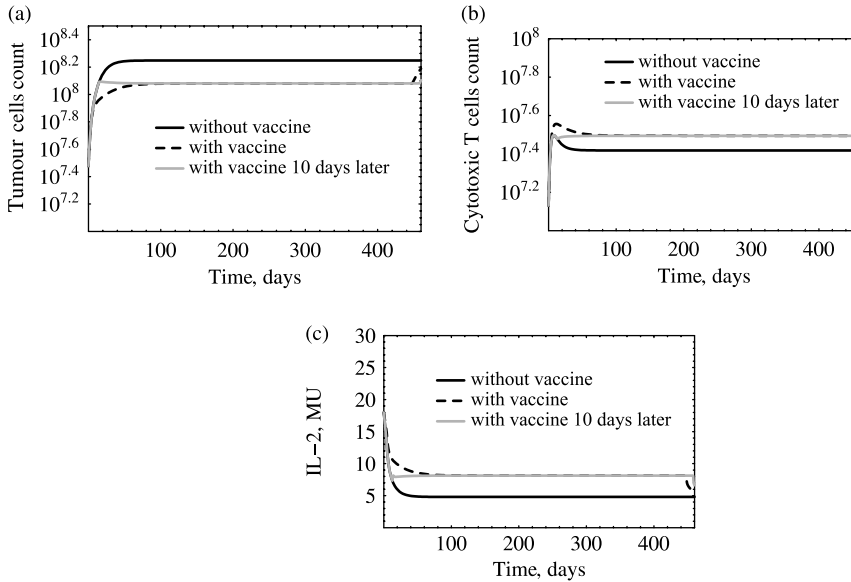 (a)
10^8.4
10^8.2
10^8
10^7.8
10^7.6
10^7.4
10^7.2
Tumour cells count
without vaccine
with vaccine
with vaccine 10 days later
100 200 300 400
Time, days
(b)
10^8
10^7.8
10^7.6
10^7.4
10^7.2
Cytotoxic T cells count
without vaccine
with vaccine
with vaccine 10 days later
100 200 300 400
Time, days
(c)
30
25
20
15
10
5
IL−2, MU
without vaccine
with vaccine
with vaccine 10 days later
100 200 300 400
Time, days